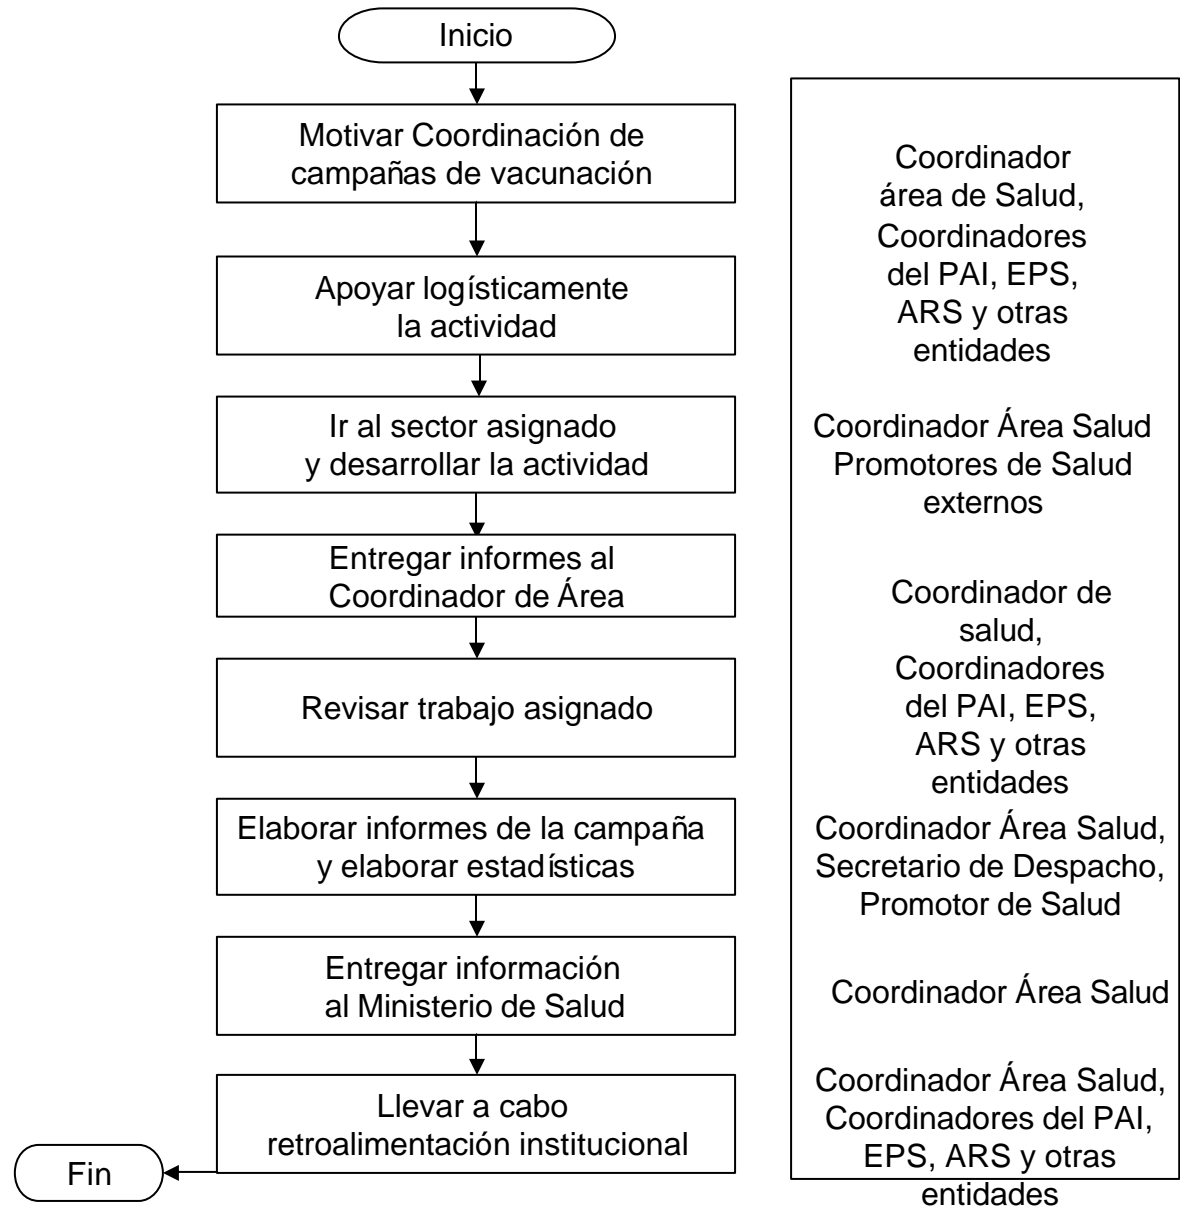 Inicio
Motivar Coordinación de
campañas de vacunación
Apoyar logísticamente
la actividad
Ir al sector asignado
y desarrollar la actividad
Entregar informes al
Coordinador de Área
Revisar trabajo asignado
Elaborar informes de la campaña
y elaborar estadísticas
Entregar información
al Ministerio de Salud
Llevar a cabo
retroalimentación institucional
Fin
Coordinador
área de Salud,
Coordinadores
del PAI, EPS,
ARS y otras
entidades
Coordinador Área Salud
Promotores de Salud
externos
Coordinador de
salud,
Coordinadores
del PAI, EPS,
ARS y otras
entidades
Coordinador Área Salud,
Secretario de Despacho,
Promotor de Salud
Coordinador Área Salud
Coordinador Área Salud,
Coordinadores del PAI,
EPS, ARS y otras
entidades